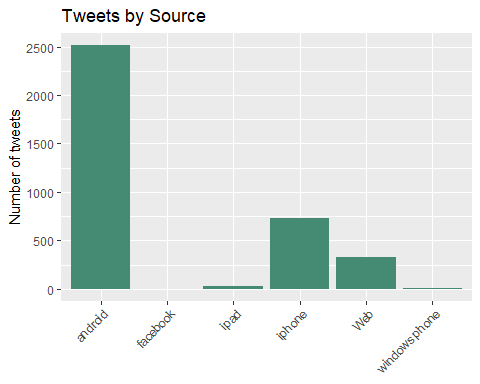 Tweets by Source
Number of tweets
2500
2000
1500
1000
500
0
android
facebook
ipad
iphone
Web
windowsphone